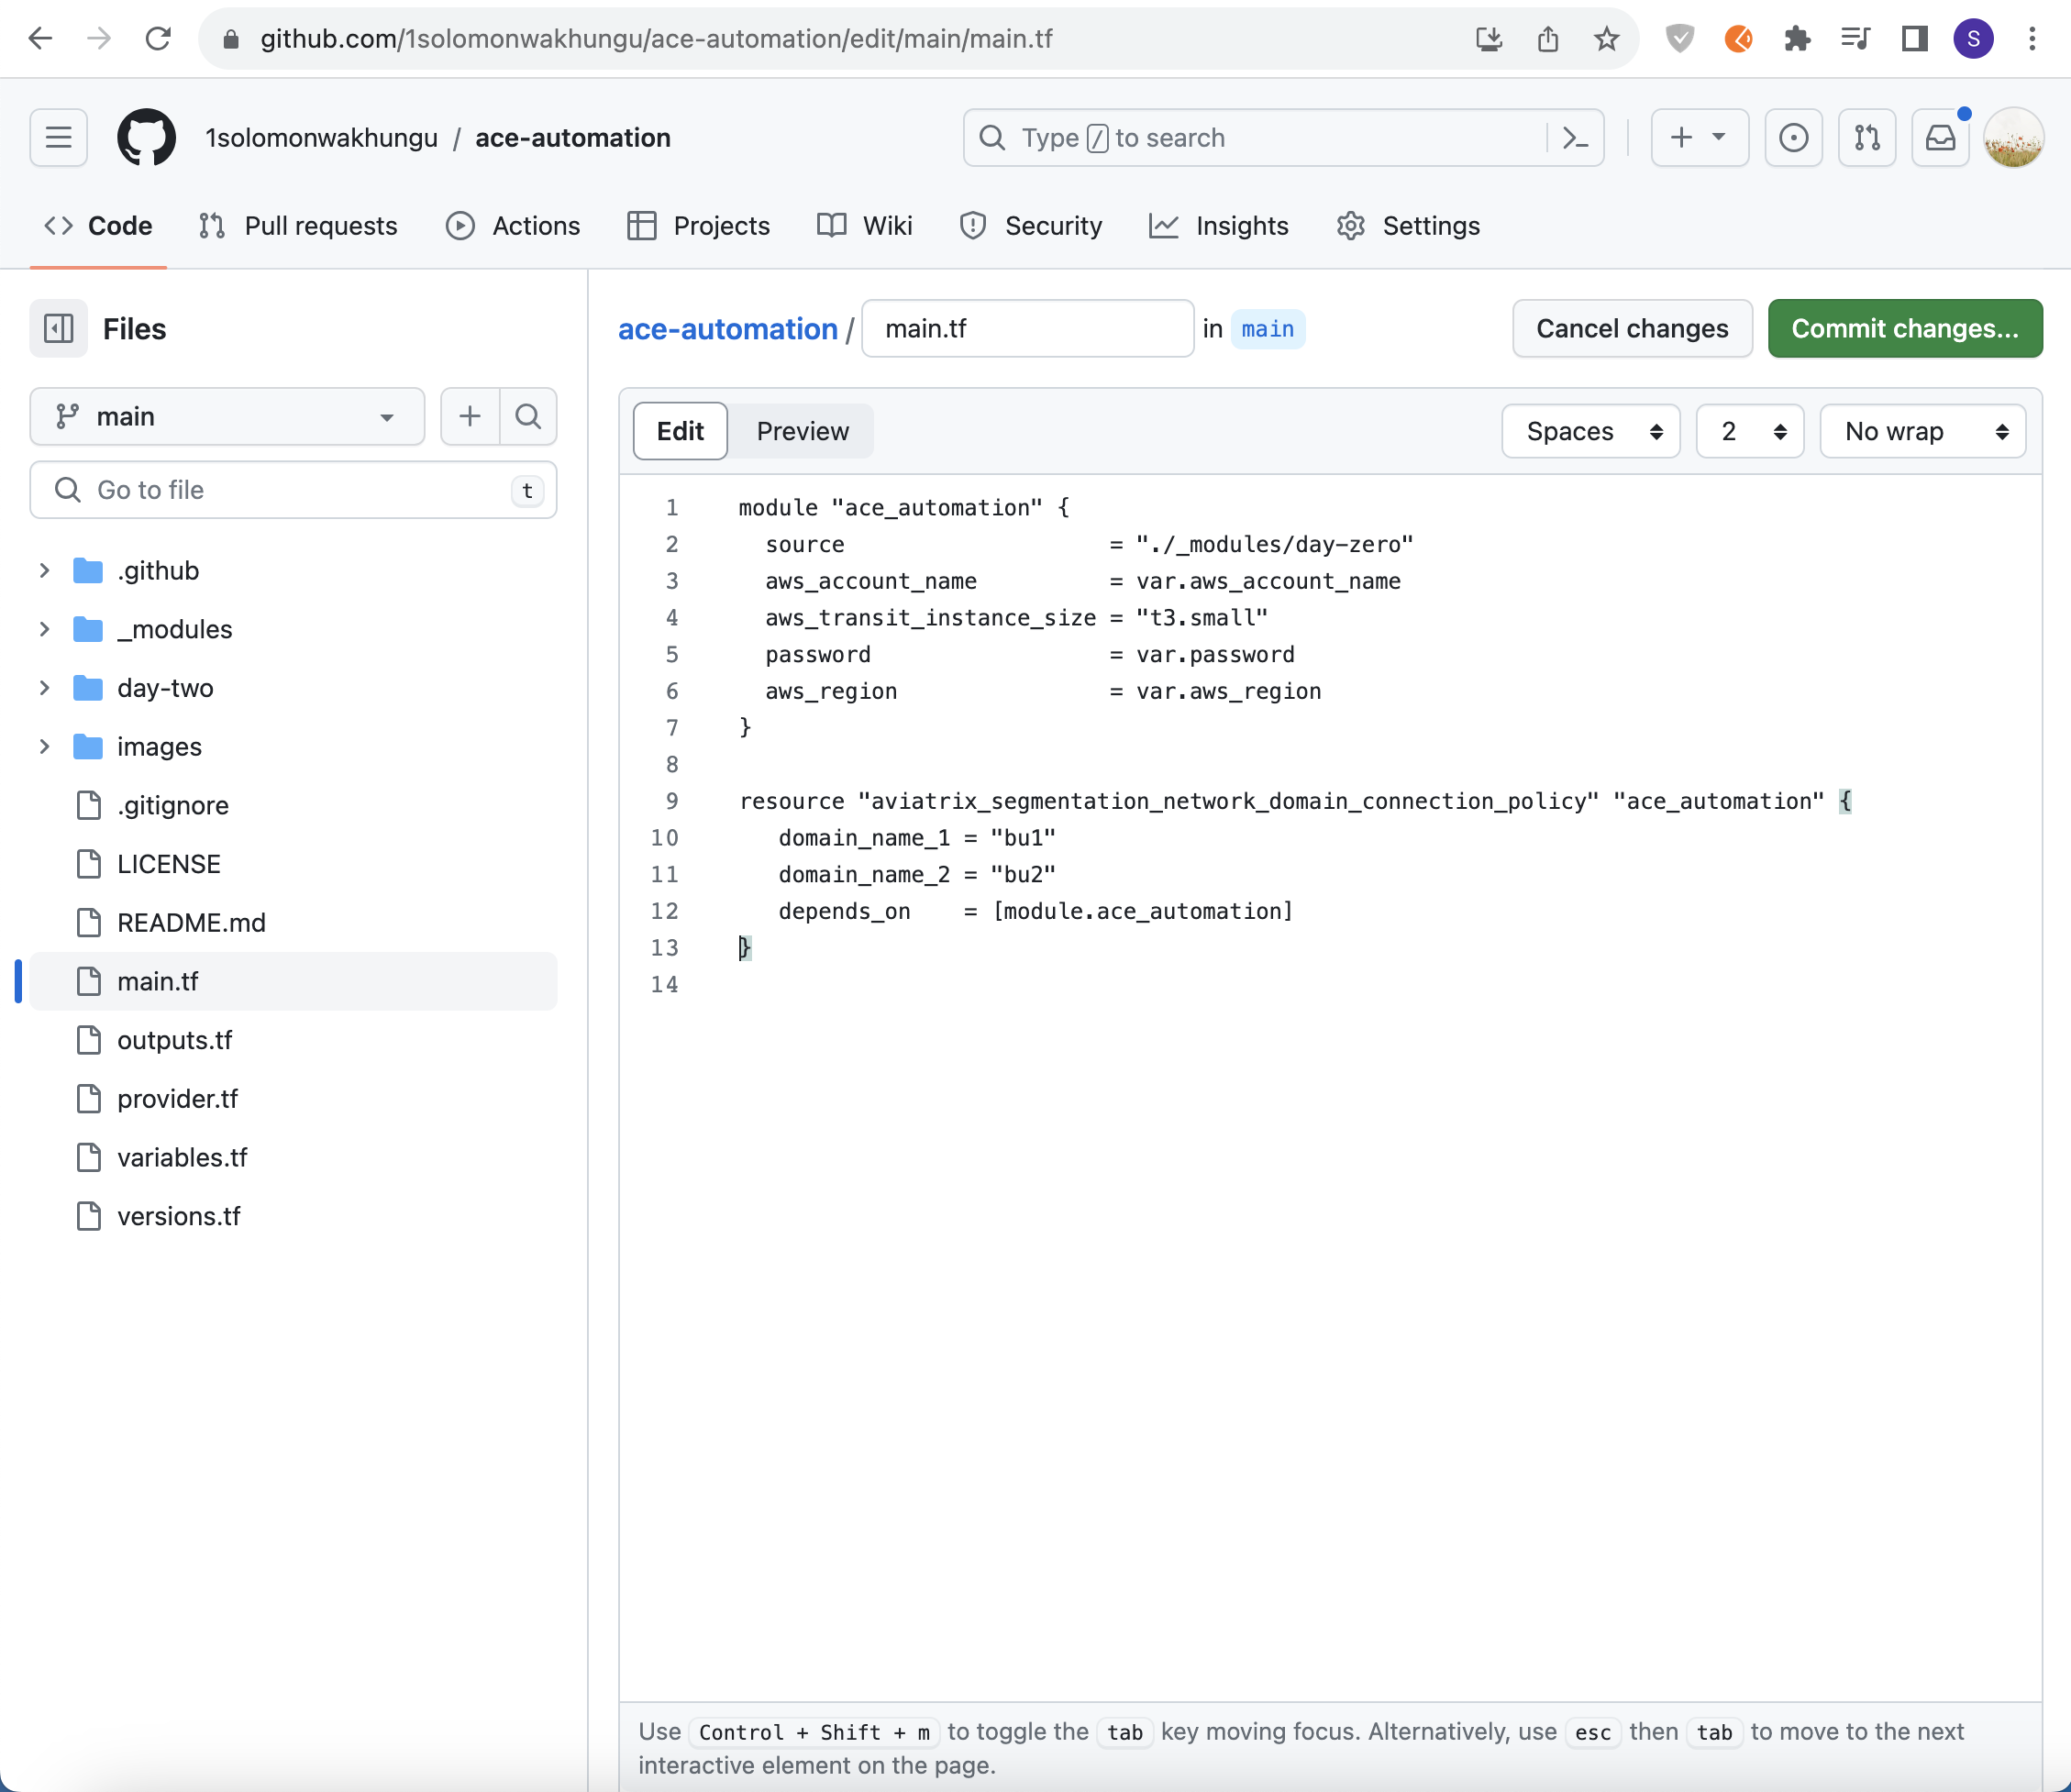 github.com/1solomonwakhungu/ace-automation/edit/main/main.tf
S
1solomonwakhungu / ace-automation
Type / to search
Code
Pull requests
Actions
Projects
Wiki
Security
Insights
Settings
Files
ace-automation / main.tf in main
Cancel changes
Commit changes...
main
Go to file
t
.github
_modules
day-two
images
.gitignore
LICENSE
README.md
main.tf
outputs.tf
provider.tf
variables.tf
versions.tf
Edit
Preview
Spaces
2
No wrap
1 module "ace_automation" {
2   source                    = "./_modules/day-zero"
3   aws_account_name          = var.aws_account_name
4   aws_transit_instance_size = "t3.small"
5   password                  = var.password
6   aws_region                = var.aws_region
7 }
8
9 resource "aviatrix_segmentation_network_domain_connection_policy" "ace_automation" {
10    domain_name_1 = "bu1"
11    domain_name_2 = "bu2"
12    depends_on    = [module.ace_automation]
13 }
14
Use Control + Shift + m to toggle the tab key moving focus. Alternatively, use esc then tab to move to the next
interactive element on the page.